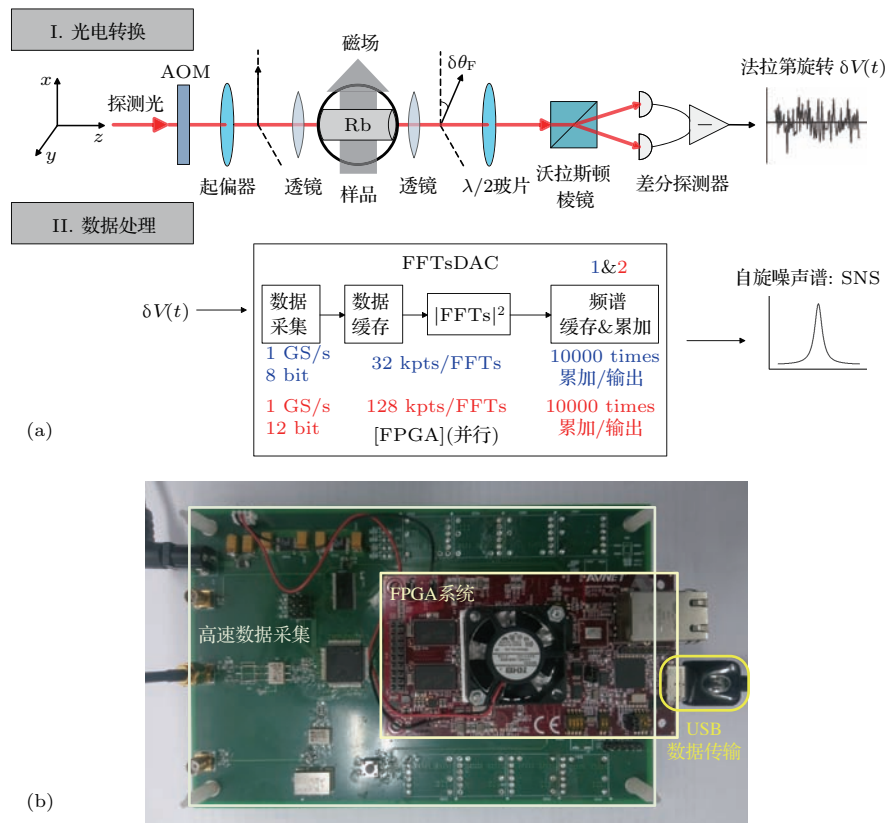 I. 光电转换
x
y
z
探测光
AOM
起偏器
透镜
磁场
Rb
样品
透镜
δθF
λ/2玻片
沃拉斯顿
棱镜
差分探测器
法拉第旋转 δV(t)
II. 数据处理
δV(t)
FFTsDAC
1&2
数据
采集
数据
缓存
|FFTs|²
频谱
缓存&累加
1 GS/s
8 bit
32 kpts/FFTs
10000 times
累加/输出
1 GS/s
12 bit
128 kpts/FFTs
10000 times
累加/输出
[FPGA](并行)
自旋噪声谱: SNS
(a)
AVNET
FPGA系统
高速数据采集
CE
USB
数据传输
(b)